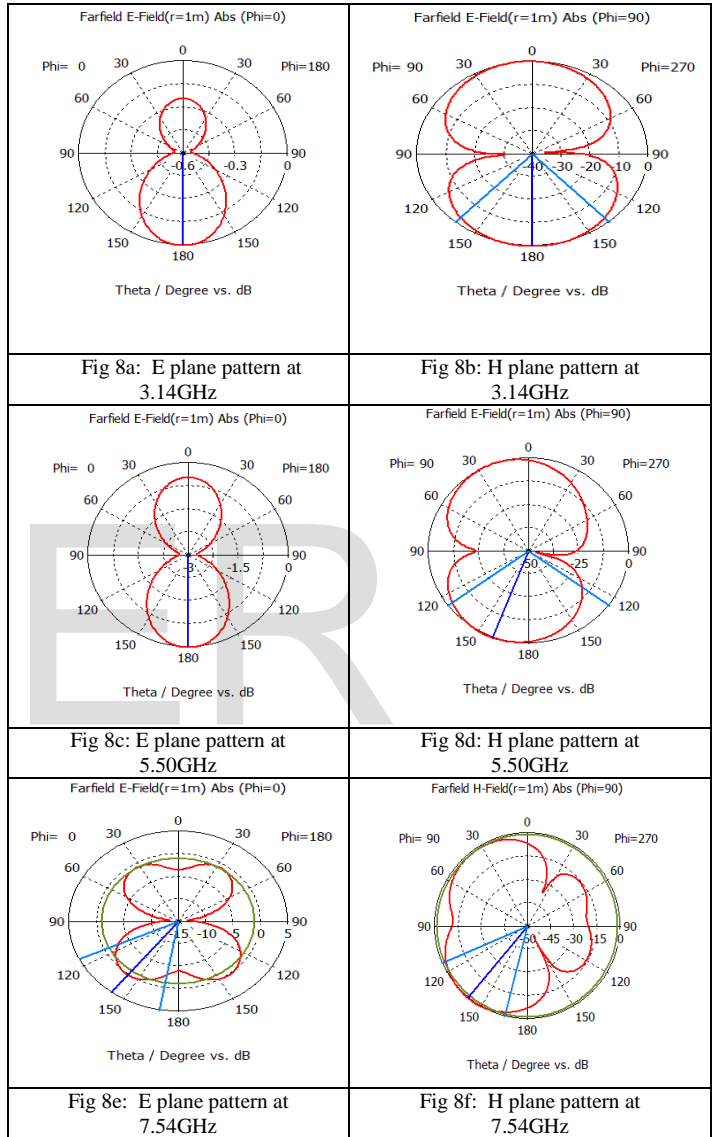 Farfield E-Field(r=1m) Abs (Phi=0)
0
Phi= 0 30 30 Phi=180
60 60
90 -0.6 -0.3 0 90
120 120
150 150
180
Theta / Degree vs. dB
Fig 8a: E plane pattern at
3.14GHz
Farfield E-Field(r=1m) Abs (Phi=90)
0
Phi= 90 30 30 Phi=270
60 60
90 -40 -30 -20 -10 0 90
120 120
150 150
180
Theta / Degree vs. dB
Fig 8b: H plane pattern at
3.14GHz
Farfield E-Field(r=1m) Abs (Phi=0)
0
Phi= 0 30 30 Phi=180
60 60
90 -3 -1.5 0 90
120 120
150 150
180
Theta / Degree vs. dB
Fig 8c: E plane pattern at
5.50GHz
Farfield E-Field(r=1m) Abs (Phi=90)
0
Phi= 90 30 30 Phi=270
60 60
90 -50 -25 0 90
120 120
150 150
180
Theta / Degree vs. dB
Fig 8d: H plane pattern at
5.50GHz
Farfield E-Field(r=1m) Abs (Phi=0)
0
Phi= 0 30 30 Phi=180
60 60
90 -15 -10 -5 0 5 90
120 120
150 150
180
Theta / Degree vs. dB
Fig 8e: E plane pattern at
7.54GHz
Farfield H-Field(r=1m) Abs (Phi=90)
0
Phi= 90 30 30 Phi=270
60 60
90 -60 -45 -30 -15 0 90
120 120
150 150
180
Theta / Degree vs. dB
Fig 8f: H plane pattern at
7.54GHz
ER